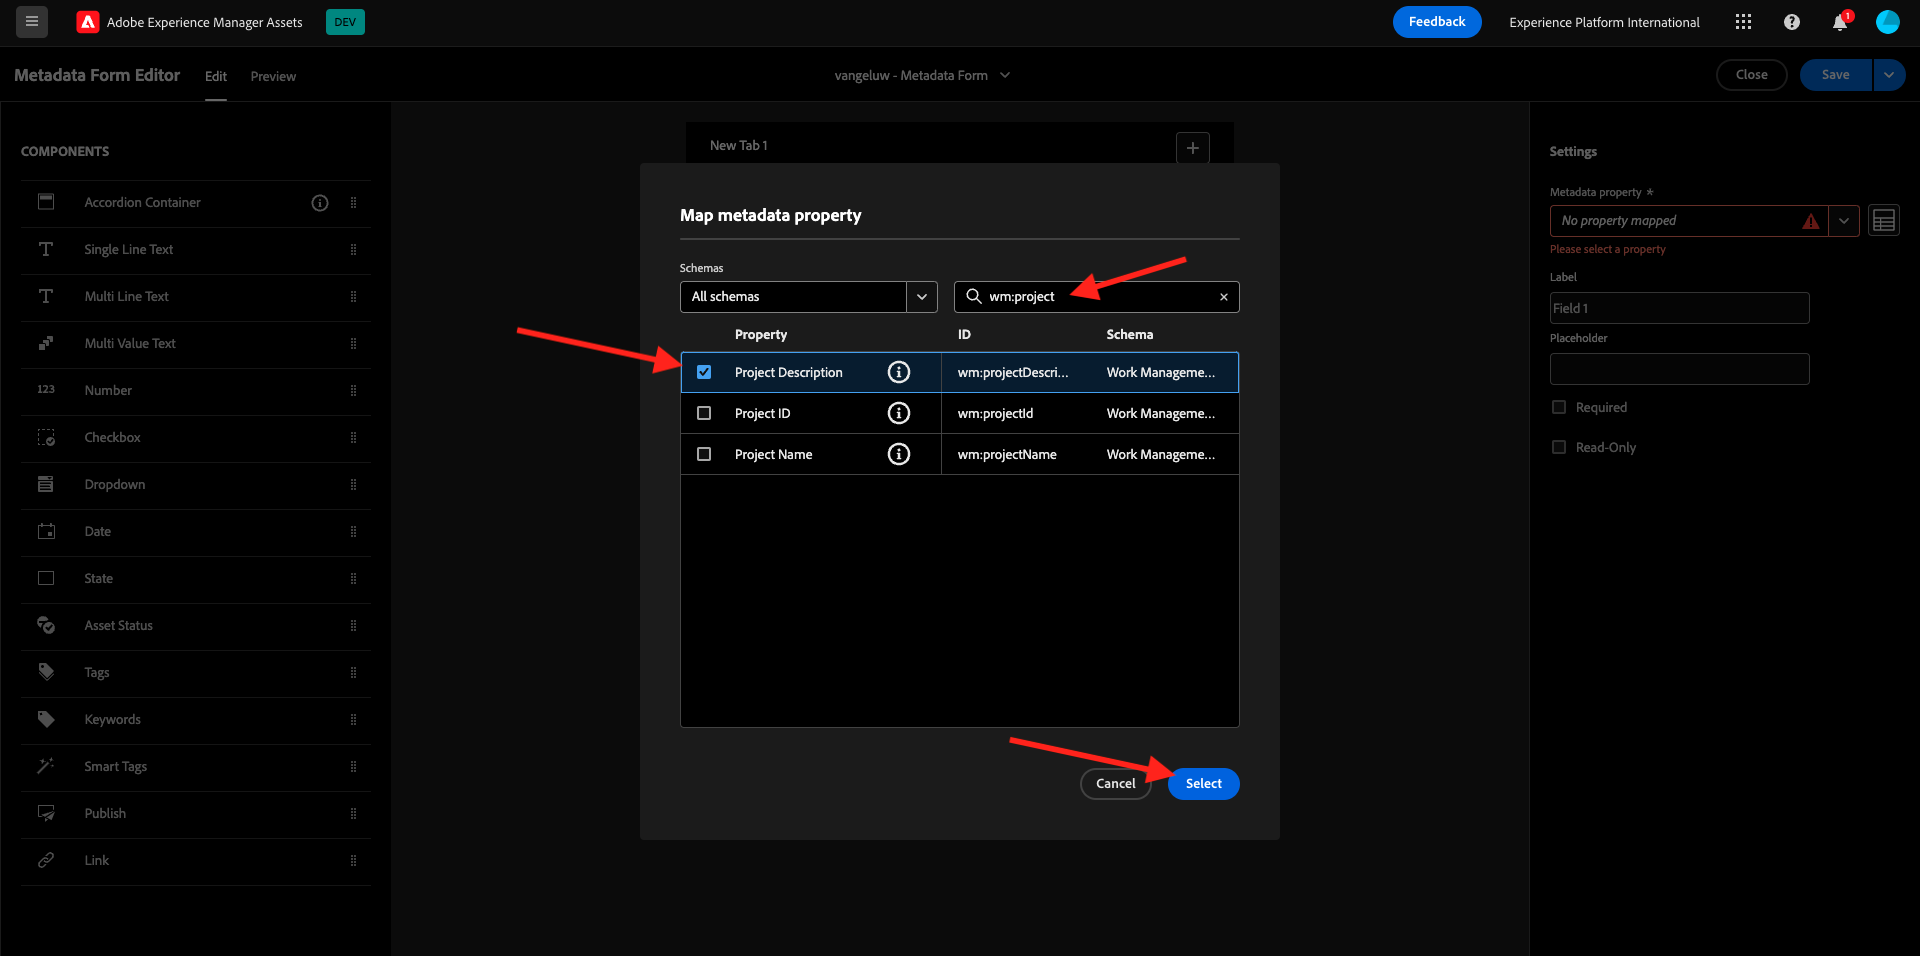 Adobe Experience Manager Assets DEV
Feedback Experience Platform International 1
Metadata Form Editor Edit Preview
vangeluw - Metadata Form
Close Save
COMPONENTS
Accordion Container
Single Line Text
Multi Line Text
Multi Value Text
123 Number
Checkbox
Dropdown
Date
State
Asset Status
Tags
Keywords
Smart Tags
Publish
Link
New Tab 1
Map metadata property
Schemas
All schemas
wm:project
Property ID Schema
Project Description wm:projectDescri... Work Manageme...
Project ID wm:projectId Work Manageme...
Project Name wm:projectName Work Manageme...
Cancel Select
Settings
Metadata property *
No property mapped
Please select a property
Label
Field 1
Placeholder
Required
Read-Only